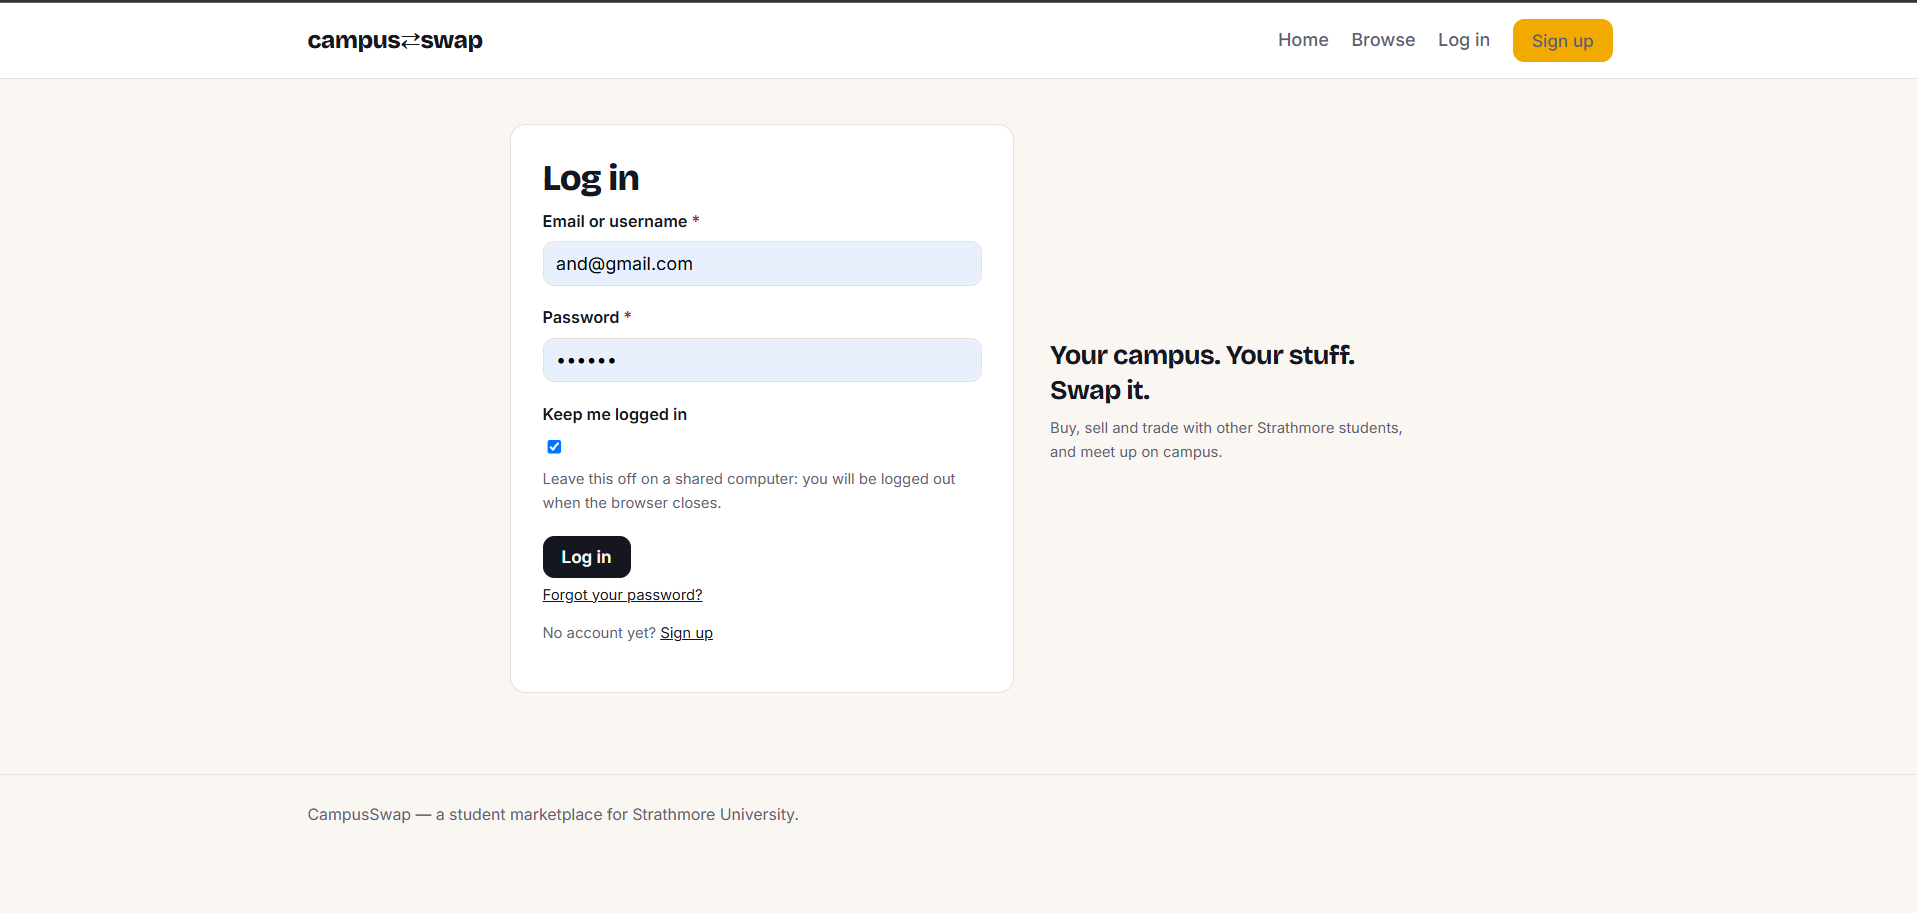 campus⇄swap
Home Browse Log in Sign up
Log in
Email or username *
and@gmail.com
Password *
••••••
Keep me logged in
Leave this off on a shared computer: you will be logged out
when the browser closes.
Log in
Forgot your password?
No account yet? Sign up
Your campus. Your stuff.
Swap it.
Buy, sell and trade with other Strathmore students,
and meet up on campus.
CampusSwap — a student marketplace for Strathmore University.